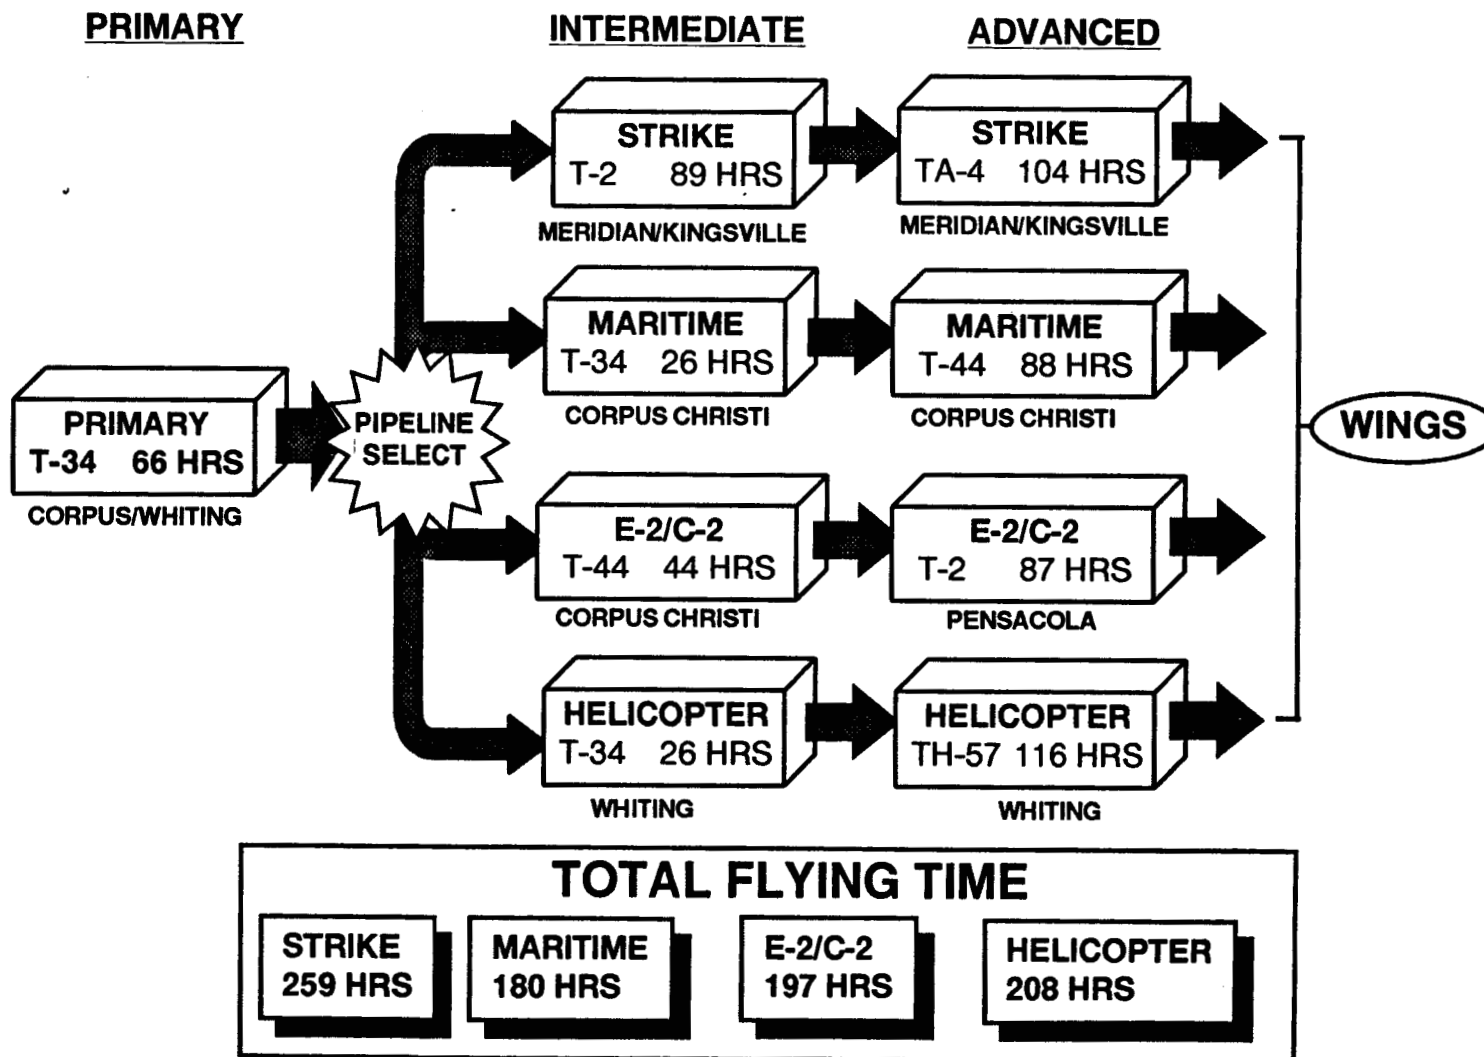 PRIMARY
INTERMEDIATE
ADVANCED
PRIMARY
T-34 66 HRS
CORPUS/WHITING
PIPELINE
SELECT
STRIKE
T-2 89 HRS
MERIDIAN/KINGSVILLE
STRIKE
TA-4 104 HRS
MERIDIAN/KINGSVILLE
MARITIME
T-34 26 HRS
CORPUS CHRISTI
MARITIME
T-44 88 HRS
CORPUS CHRISTI
E-2/C-2
T-44 44 HRS
CORPUS CHRISTI
E-2/C-2
T-2 87 HRS
PENSACOLA
HELICOPTER
T-34 26 HRS
WHITING
HELICOPTER
TH-57 116 HRS
WHITING
WINGS
TOTAL FLYING TIME
STRIKE
259 HRS
MARITIME
180 HRS
E-2/C-2
197 HRS
HELICOPTER
208 HRS